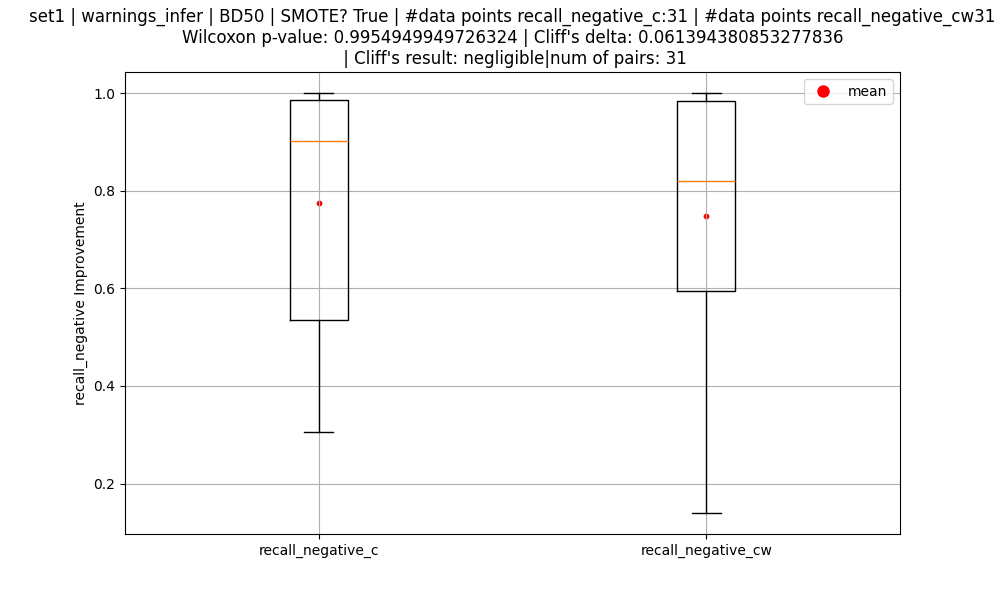 set1 | warnings_infer | BD50 | SMOTE? True | #data points recall_negative_c:31 | #data points recall_negative_cw31
Wilcoxon p-value: 0.9954949949726324 | Cliff's delta: 0.061394380853277836
| Cliff's result: negligible|num of pairs: 31
mean
1.0
0.8
0.6
0.4
0.2
recall_negative Improvement
recall_negative_c
recall_negative_cw